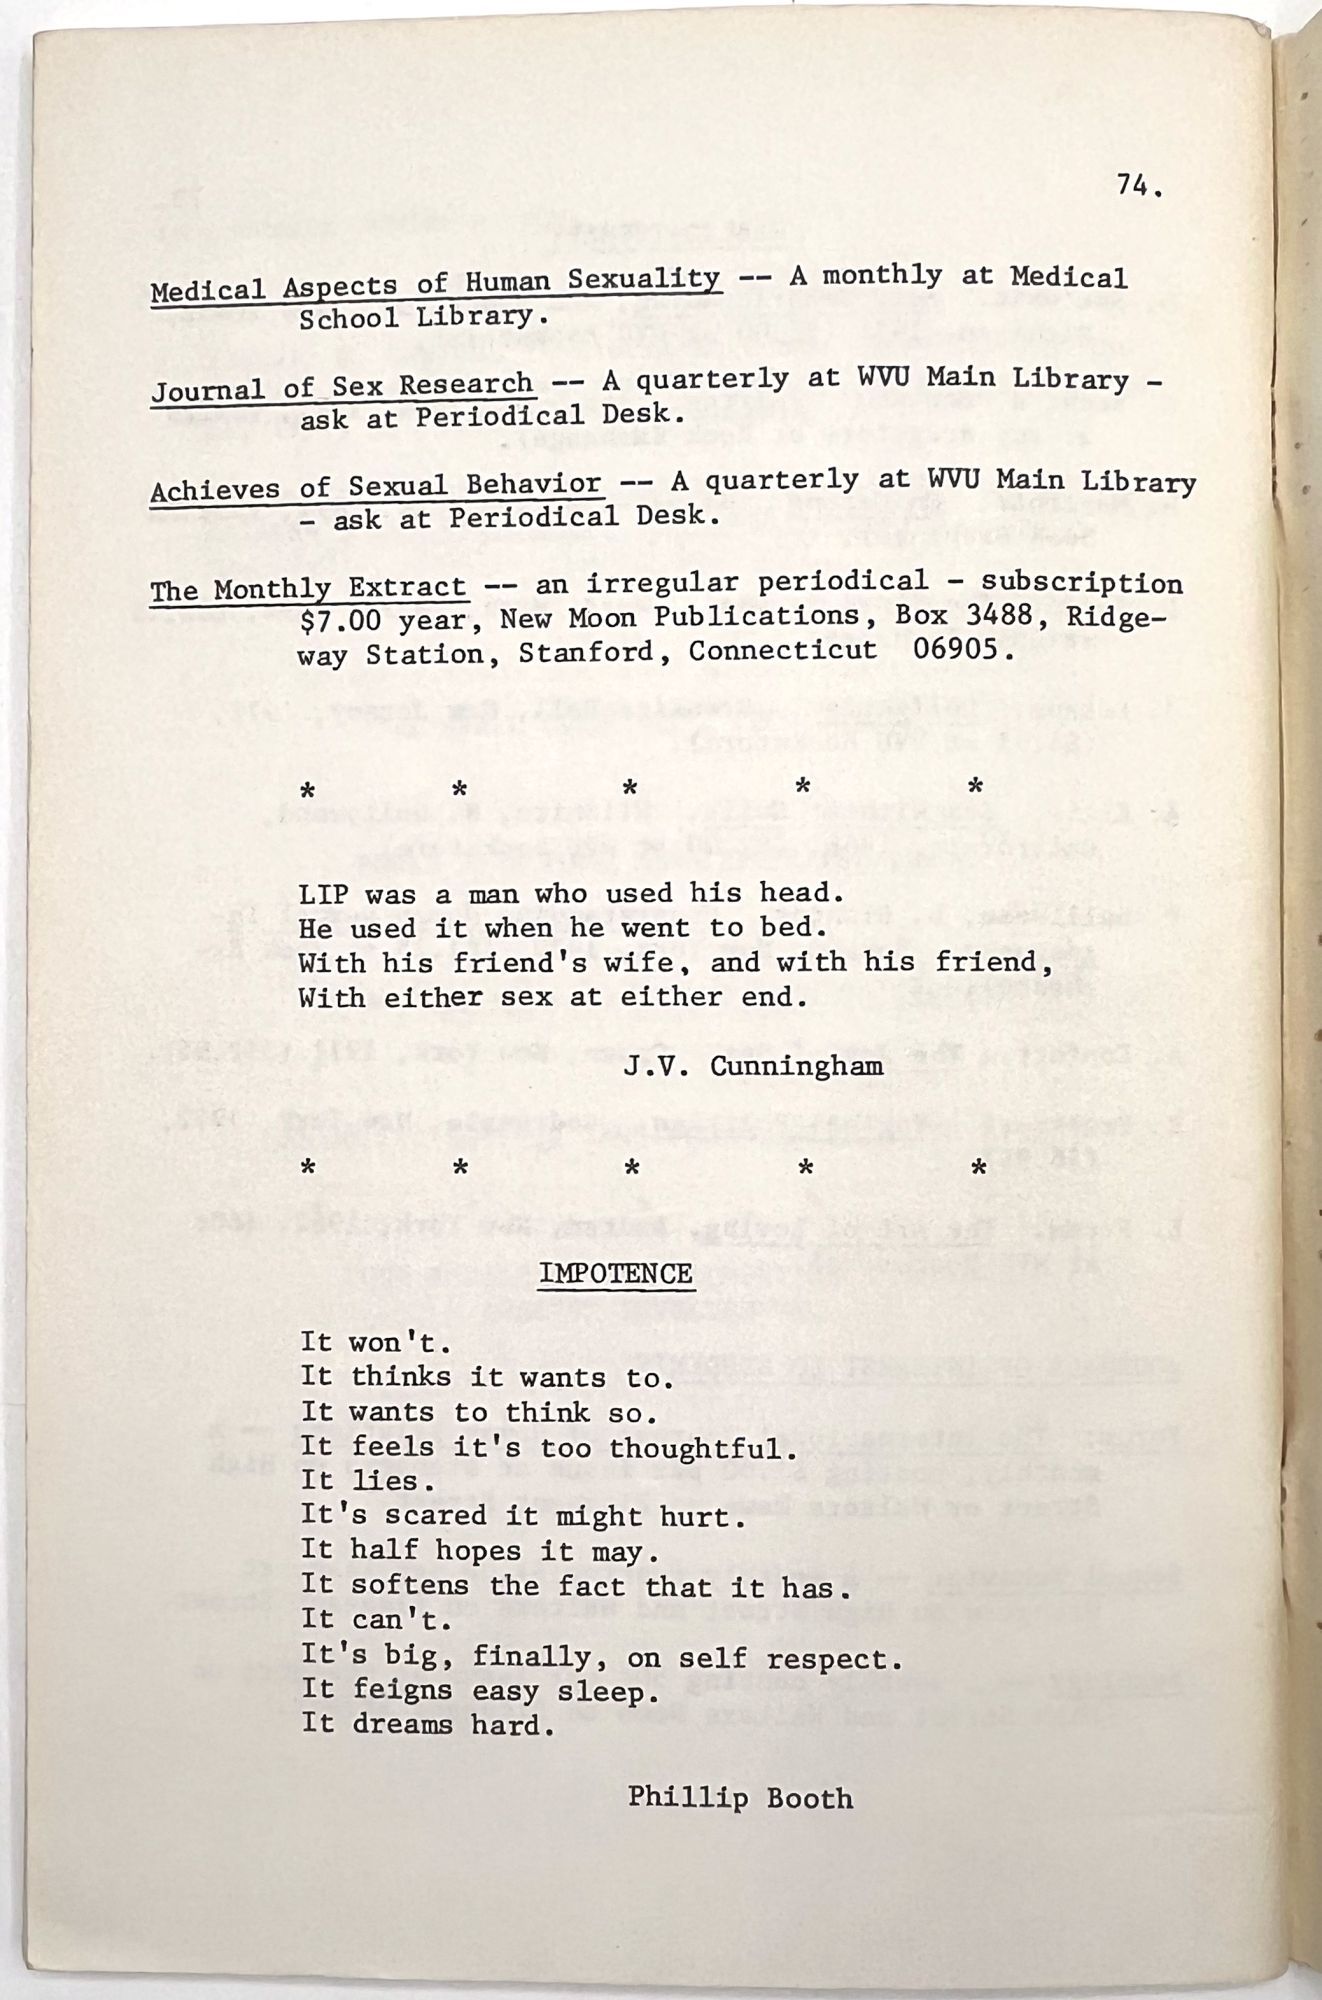 74.
Medical Aspects of Human Sexuality -- A monthly at Medical
School Library.
Journal of Sex Research -- A quarterly at WVU Main Library -
ask at Periodical Desk.
Achieves of Sexual Behavior -- A quarterly at WVU Main Library
- ask at Periodical Desk.
The Monthly Extract -- an irregular periodical - subscription
$7.00 year, New Moon Publications, Box 3488, Ridge-
way Station, Stanford, Connecticut 06905.
* * * * *
LIP was a man who used his head.
He used it when he went to bed.
With his friend's wife, and with his friend,
With either sex at either end.
J.V. Cunningham
* * * * *
IMPOTENCE
It won't.
It thinks it wants to.
It wants to think so.
It feels it's too thoughtful.
It lies.
It's scared it might hurt.
It half hopes it may.
It softens the fact that it has.
It can't.
It's big, finally, on self respect.
It feigns easy sleep.
It dreams hard.
Phillip Booth